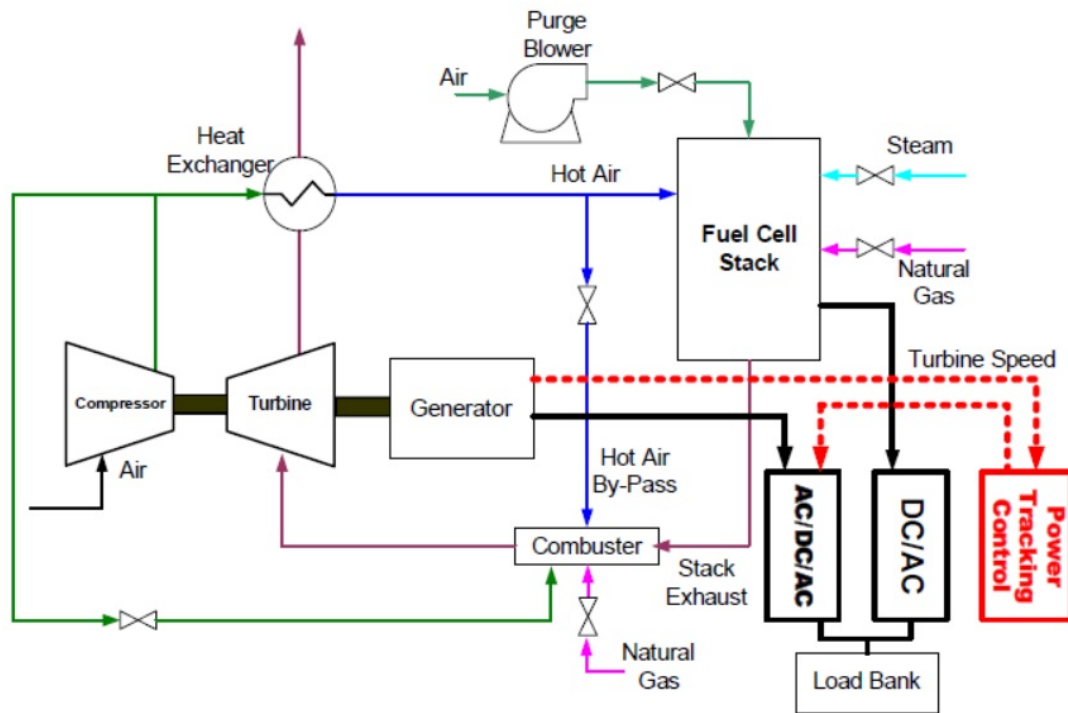 Purge
Blower
Air
Heat
Exchanger
Hot Air
Steam
Fuel Cell
Stack
Natural
Gas
Turbine Speed
Compressor
Turbine
Generator
Air
Hot Air
By-Pass
Combuster
Stack
Exhaust
AC/DC/AC
DC/AC
Power
Tracking
Control
Natural
Gas
Load Bank